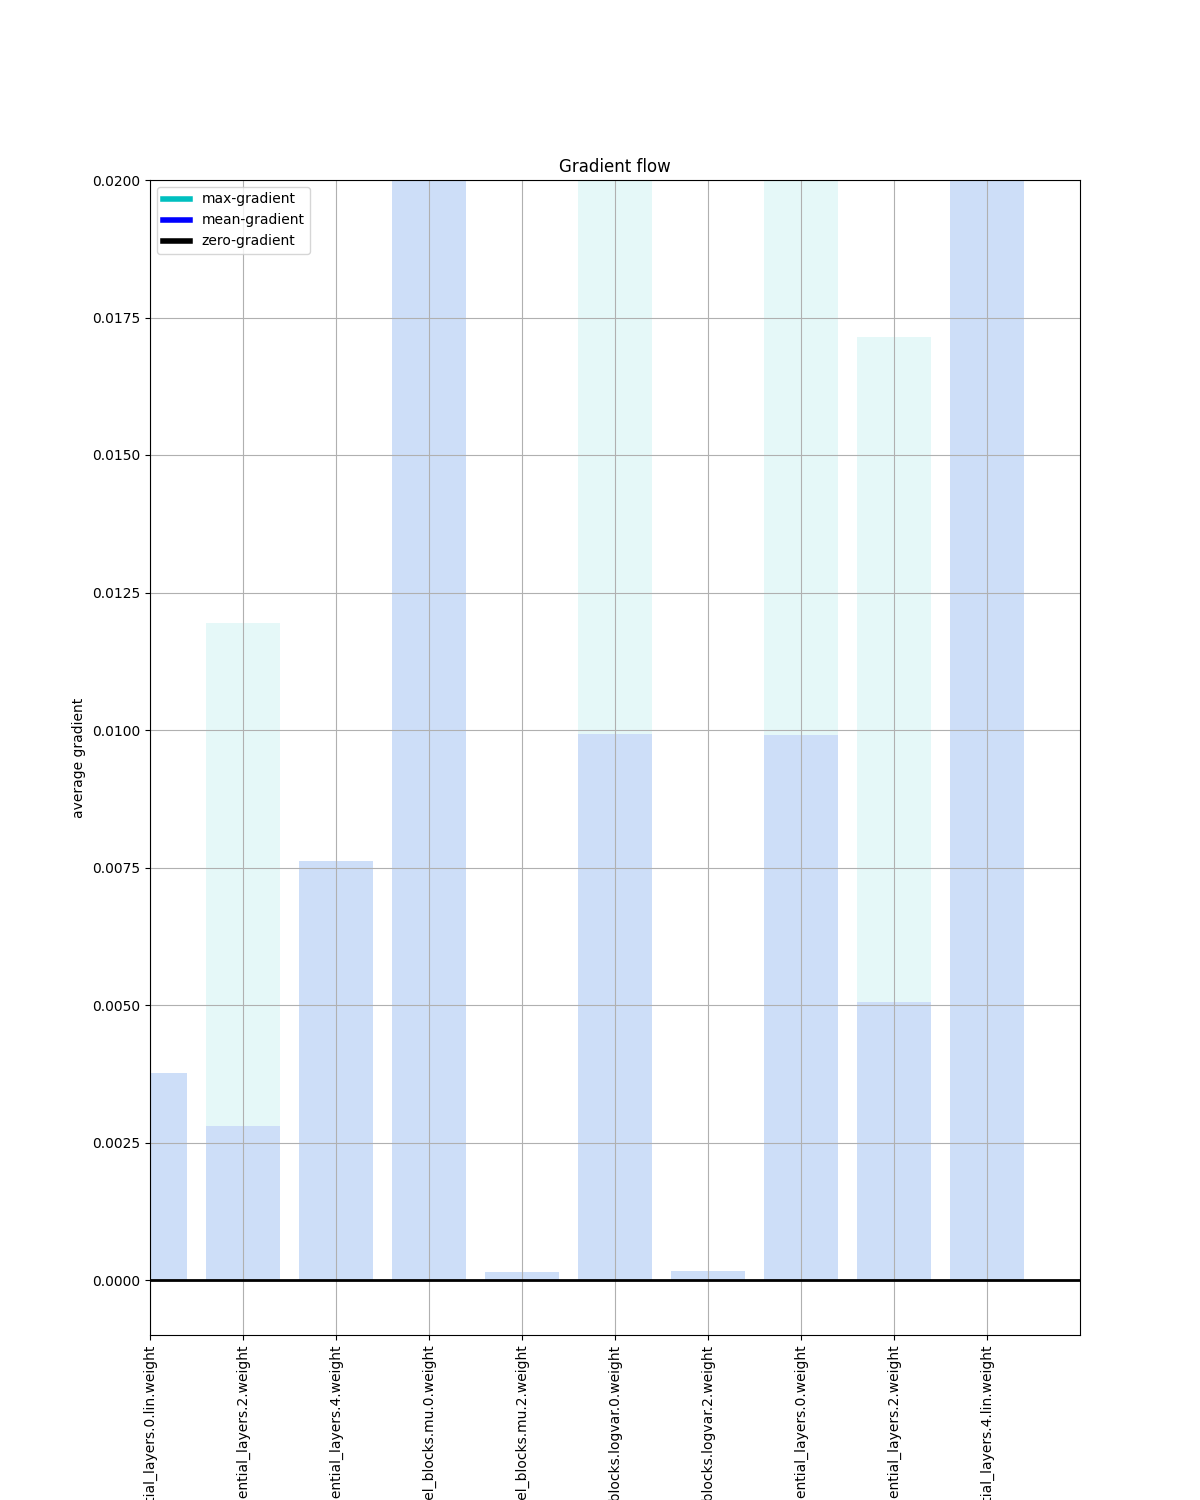 Gradient flow
max-gradient
mean-gradient
zero-gradient
0.0200
0.0175
0.0150
0.0125
0.0100
0.0075
0.0050
0.0025
0.0000
average gradient
tial_layers.0.lin.weight
ential_layers.2.weight
ential_layers.4.weight
el_blocks.mu.0.weight
el_blocks.mu.2.weight
blocks.logvar.0.weight
blocks.logvar.2.weight
ential_layers.0.weight
ential_layers.2.weight
tial_layers.4.lin.weight